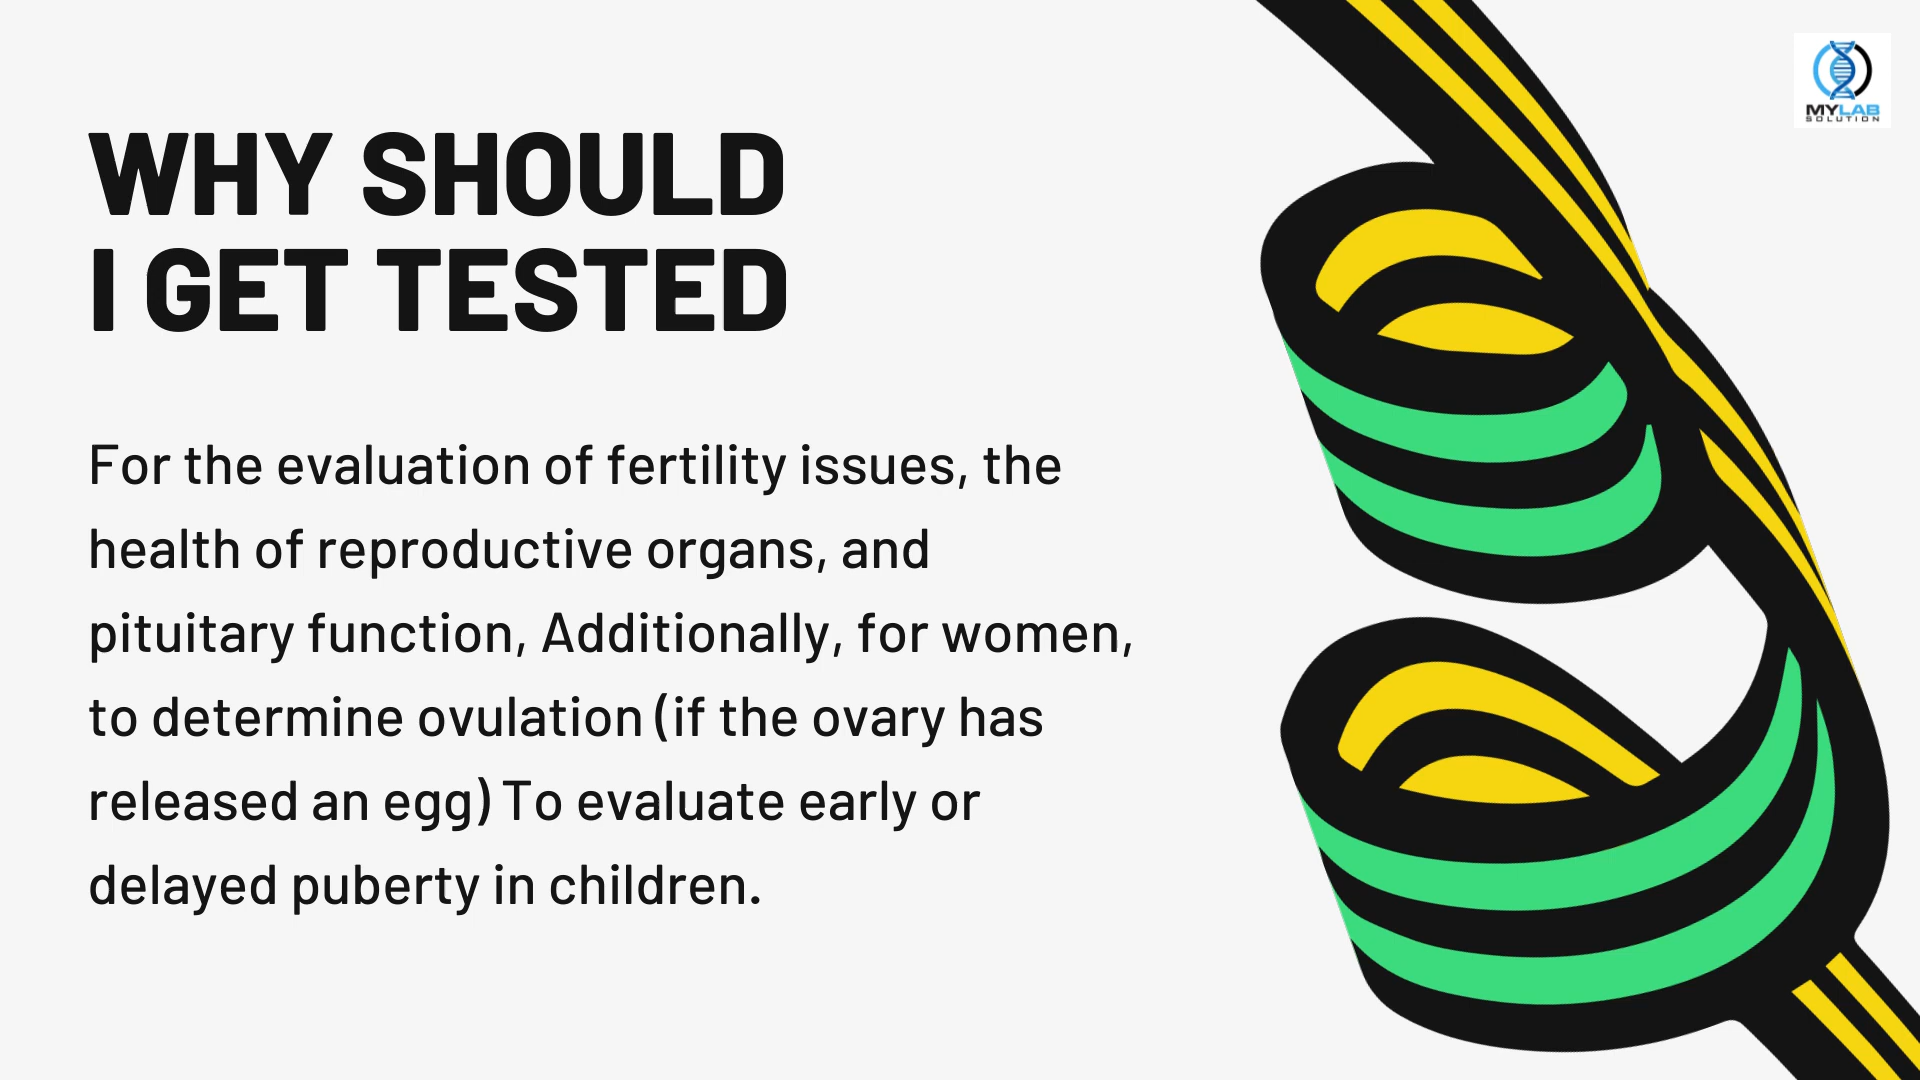 MYLAB
SOLUTION
WHY SHOULD
I GET TESTED
For the evaluation of fertility issues, the
health of reproductive organs, and
pituitary function, Additionally, for women,
to determine ovulation (if the ovary has
released an egg) To evaluate early or
delayed puberty in children.